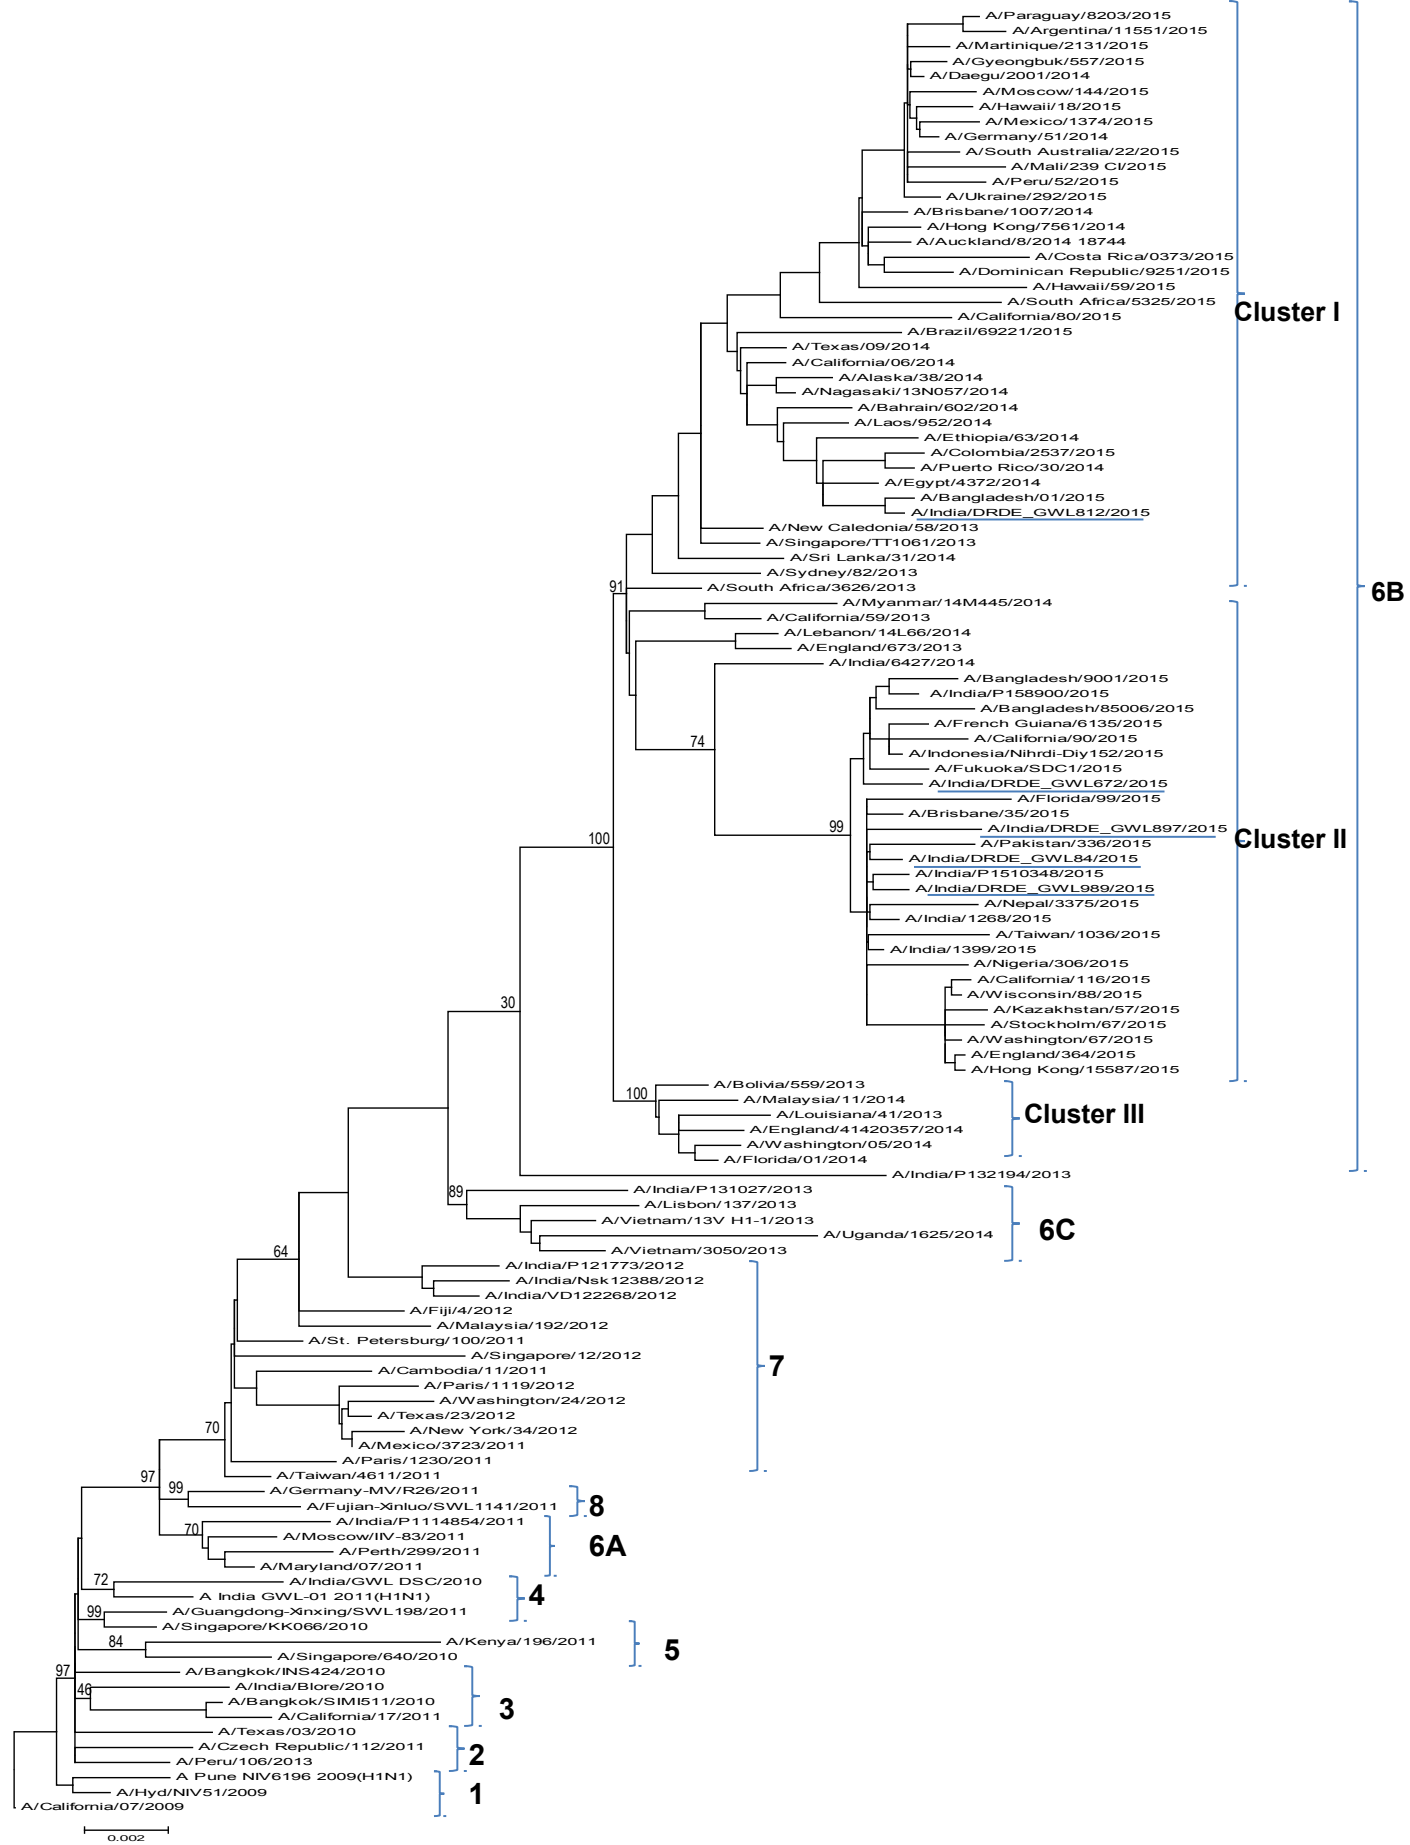 A/Paraguay/8203/2015
A/Argentina/11551/2015
A/Martinique/2131/2015
A/Gyeongbuk/557/2015
A/Daegu/2001/2014
A/Moscow/144/2015
A/Hawaii/18/2015
A/Mexico/1374/2015
A/Germany/51/2014
A/South Australia/22/2015
A/Mali/239 CI/2015
A/Peru/52/2015
A/Ukraine/292/2015
A/Brisbane/1007/2014
A/Hong Kong/7561/2014
A/Auckland/8/2014 18744
A/Costa Rica/0373/2015
A/Dominican Republic/9251/2015
A/Hawaii/59/2015
A/South Africa/5325/2015
Cluster I
A/California/80/2015
A/Brazil/69221/2015
A/Texas/09/2014
A/California/06/2014
A/Alaska/38/2014
A/Nagasaki/13N057/2014
A/Bahrain/602/2014
A/Laos/952/2014
A/Ethiopia/63/2014
A/Colombia/2537/2015
A/Puerto Rico/30/2014
A/Egypt/4372/2014
A/Bangladesh/01/2015
A/India/DRDE_GWL812/2015
A/New Caledonia/58/2013
A/Singapore/TT1061/2013
A/Sri Lanka/31/2014
A/Sydney/82/2013
91 A/South Africa/3626/2013
6B
A/Myanmar/14M445/2014
A/California/59/2013
A/Lebanon/14L66/2014
A/England/673/2013
A/India/6427/2014
A/Bangladesh/9001/2015
A/India/P158900/2015
A/Bangladesh/85006/2015
A/French Guiana/6135/2015
74 A/California/90/2015
A/Indonesia/Nihrdi-Diy152/2015
A/Fukuoka/SDC1/2015
A/India/DRDE_GWL672/2015
A/Florida/99/2015
A/Brisbane/35/2015
99 A/India/DRDE_GWL897/2015
100 Cluster II
A/Pakistan/336/2015
A/India/DRDE_GWL84/2015
A/India/P1510348/2015
A/India/DRDE_GWL989/2015
A/Nepal/3375/2015
A/India/1268/2015
A/Taiwan/1036/2015
A/India/1399/2015
A/Nigeria/306/2015
A/California/116/2015
A/Wisconsin/88/2015
30 A/Kazakhstan/57/2015
A/Stockholm/67/2015
A/Washington/67/2015
A/England/364/2015
A/Hong Kong/15587/2015
A/Bolivia/559/2013
100 A/Malaysia/11/2014
A/Louisiana/41/2013
Cluster III
A/England/41420357/2014
A/Washington/05/2014
A/Florida/01/2014
A/India/P132194/2013
89 A/India/P131027/2013
A/Lisbon/137/2013
A/Vietnam/13V H1-1/2013
6C
A/Uganda/1625/2014
64 A/Vietnam/3050/2013
A/India/P121773/2012
A/India/Nsk12388/2012
A/India/VD122268/2012
A/Fiji/4/2012
A/Malaysia/192/2012
A/St. Petersburg/100/2011
A/Singapore/12/2012
7
A/Cambodia/11/2011
A/Paris/1119/2012
A/Washington/24/2012
A/Texas/23/2012
70 A/New York/34/2012
A/Mexico/3723/2011
A/Paris/1230/2011
97 A/Taiwan/4611/2011
99 A/Germany-MV/R26/2011
A/Fujian-Xinluo/SWL1141/2011
8
A/India/P1114854/2011
70 A/Moscow/IIV-83/2011
6A
A/Perth/299/2011
A/Maryland/07/2011
72 A/India/GWL DSC/2010
A India GWL-01 2011(H1N1)
4
99 A/Guangdong-Xinxing/SWL198/2011
A/Singapore/KK066/2010
84 A/Kenya/196/2011
5
A/Singapore/640/2010
97 A/Bangkok/INS424/2010
46 A/India/Blore/2010
A/Bangkok/SIMI511/2010
3
A/California/17/2011
A/Texas/03/2010
A/Czech Republic/112/2011
2
A/Peru/106/2013
A Pune NIV6196 2009(H1N1)
A/Hyd/NIV51/2009
1
A/California/07/2009
0.002